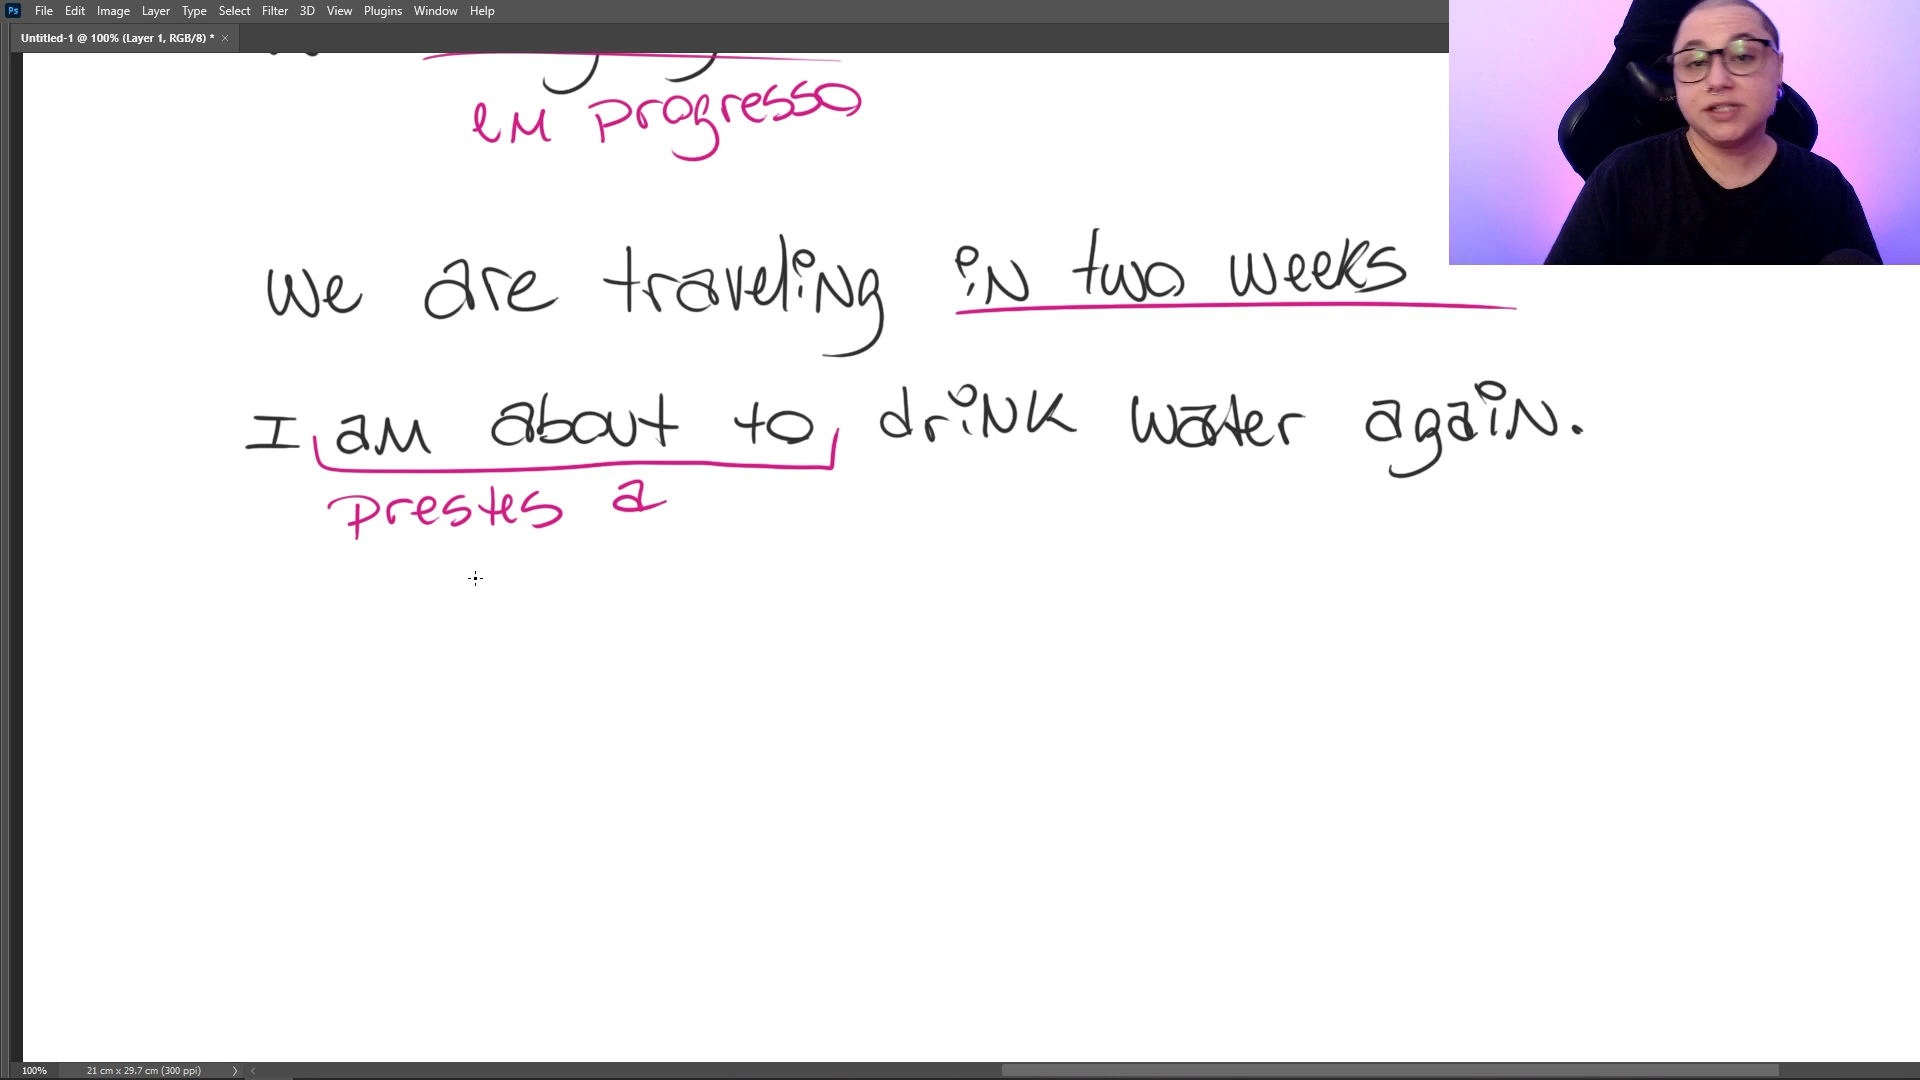 Ps File Edit Image Layer Type Select Filter 3D View Plugins Window Help
Untitled-1 @ 100% (Layer 1, RGB/8) * ×
em progresso
We are traveling in two weeks
I am about to drink water again.
prestes a
100% 21 cm x 29.7 cm (300 ppi)